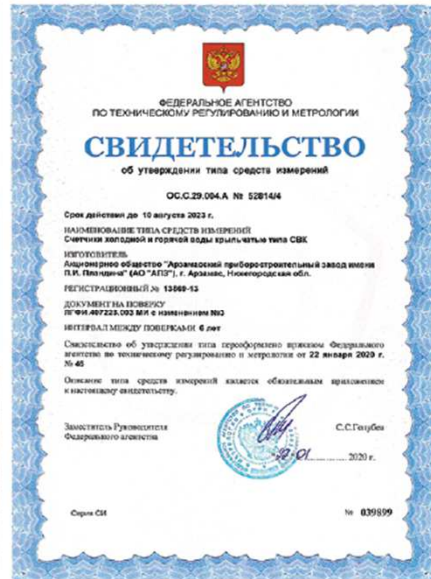 ФЕДЕРАЛЬНОЕ АГЕНТСТВО
ПО ТЕХНИЧЕСКОМУ РЕГУЛИРОВАНИЮ И МЕТРОЛОГИИ
СВИДЕТЕЛЬСТВО
об утверждении типа средств измерений
OC.C.29.004.A № 52814/4
Срок действия до 10 августа 2023 г.
НАИМЕНОВАНИЕ ТИПА СРЕДСТВ ИЗМЕРЕНИЙ
Счетчики холодной и горячей воды крыльчатые типа СВК
ИЗГОТОВИТЕЛЬ
Акционерное общество "Арзамасский приборостроительный завод имени
П.И. Пландина" (АО "АПЗ"), г. Арзамас, Нижегородская обл.
РЕГИСТРАЦИОННЫЙ № 13869-13
ДОКУМЕНТ НА ПОВЕРКУ
ЛГФИ.407223.003 МИ с изменением №3
ИНТЕРВАЛ МЕЖДУ ПОВЕРКАМИ 6 лет
Свидетельство об утверждении типа переоформлено приказом Федерального
агентства по техническому регулированию и метрологии от 22 января 2020 г.
№ 46
Описание типа средств измерений является обязательным приложением
к настоящему свидетельству.
Заместитель Руководителя
Федерального агентства
С.С.Голубев
2020 г.
Серия СИ
№ 039899